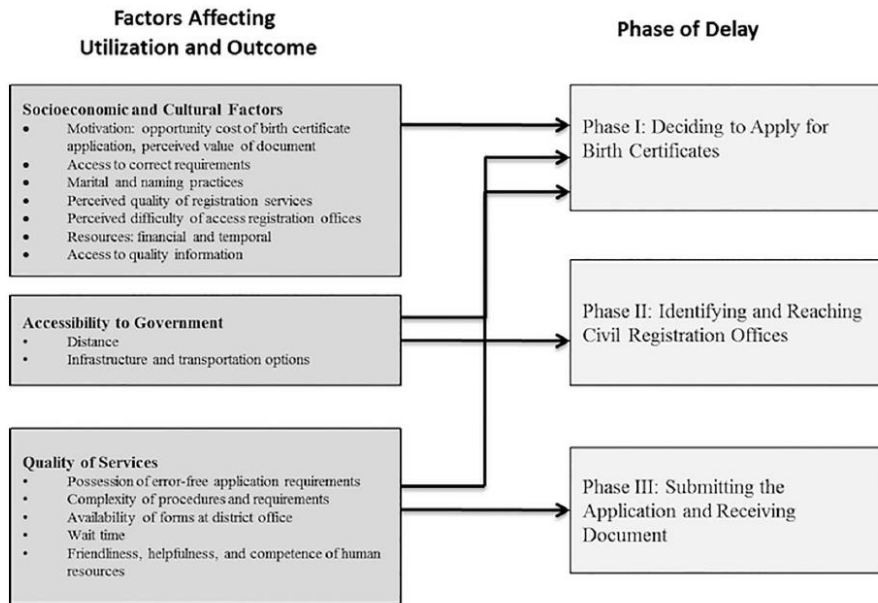 Factors Affecting
Utilization and Outcome
Phase of Delay
Socioeconomic and Cultural Factors
• Motivation: opportunity cost of birth certificate
application, perceived value of document
• Access to correct requirements
• Marital and naming practices
• Perceived quality of registration services
• Perceived difficulty of access registration offices
• Resources: financial and temporal
• Access to quality information
Accessibility to Government
• Distance
• Infrastructure and transportation options
Quality of Services
• Possession of error-free application requirements
• Complexity of procedures and requirements
• Availability of forms at district office
• Wait time
• Friendliness, helpfulness, and competence of human
resources
Phase I: Deciding to Apply for
Birth Certificates
Phase II: Identifying and Reaching
Civil Registration Offices
Phase III: Submitting the
Application and Receiving
Document